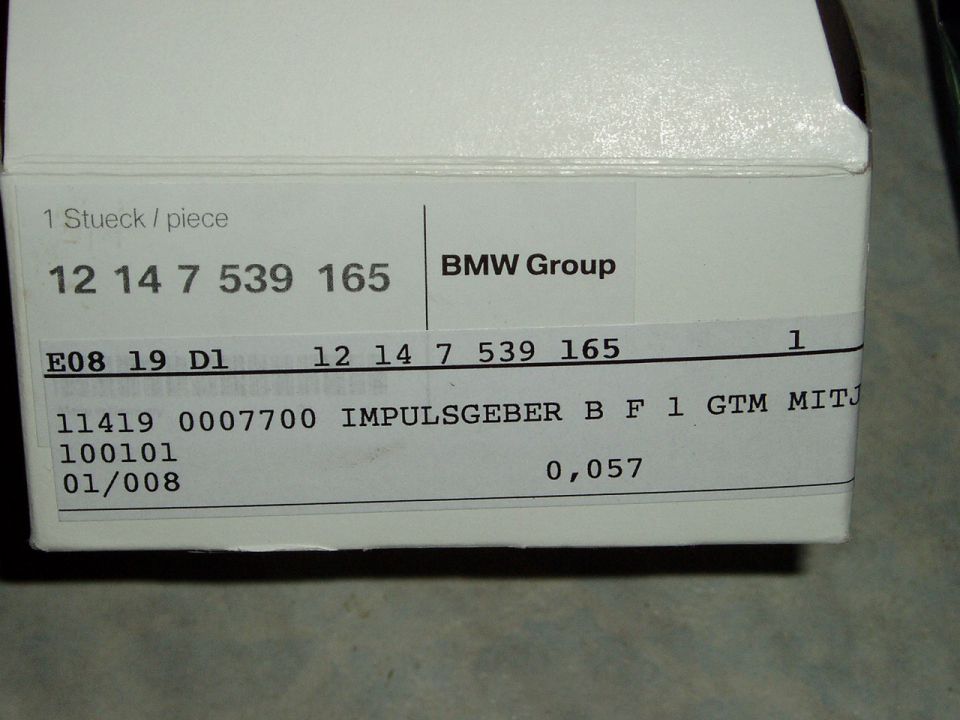 1 Stueck / piece
12 14 7 539 165
BMW Group
E08 19 D1 12 14 7 539 165 1
11419 0007700 IMPULSGEBER B F 1 GTM MITJ
100101
01/008 0,057